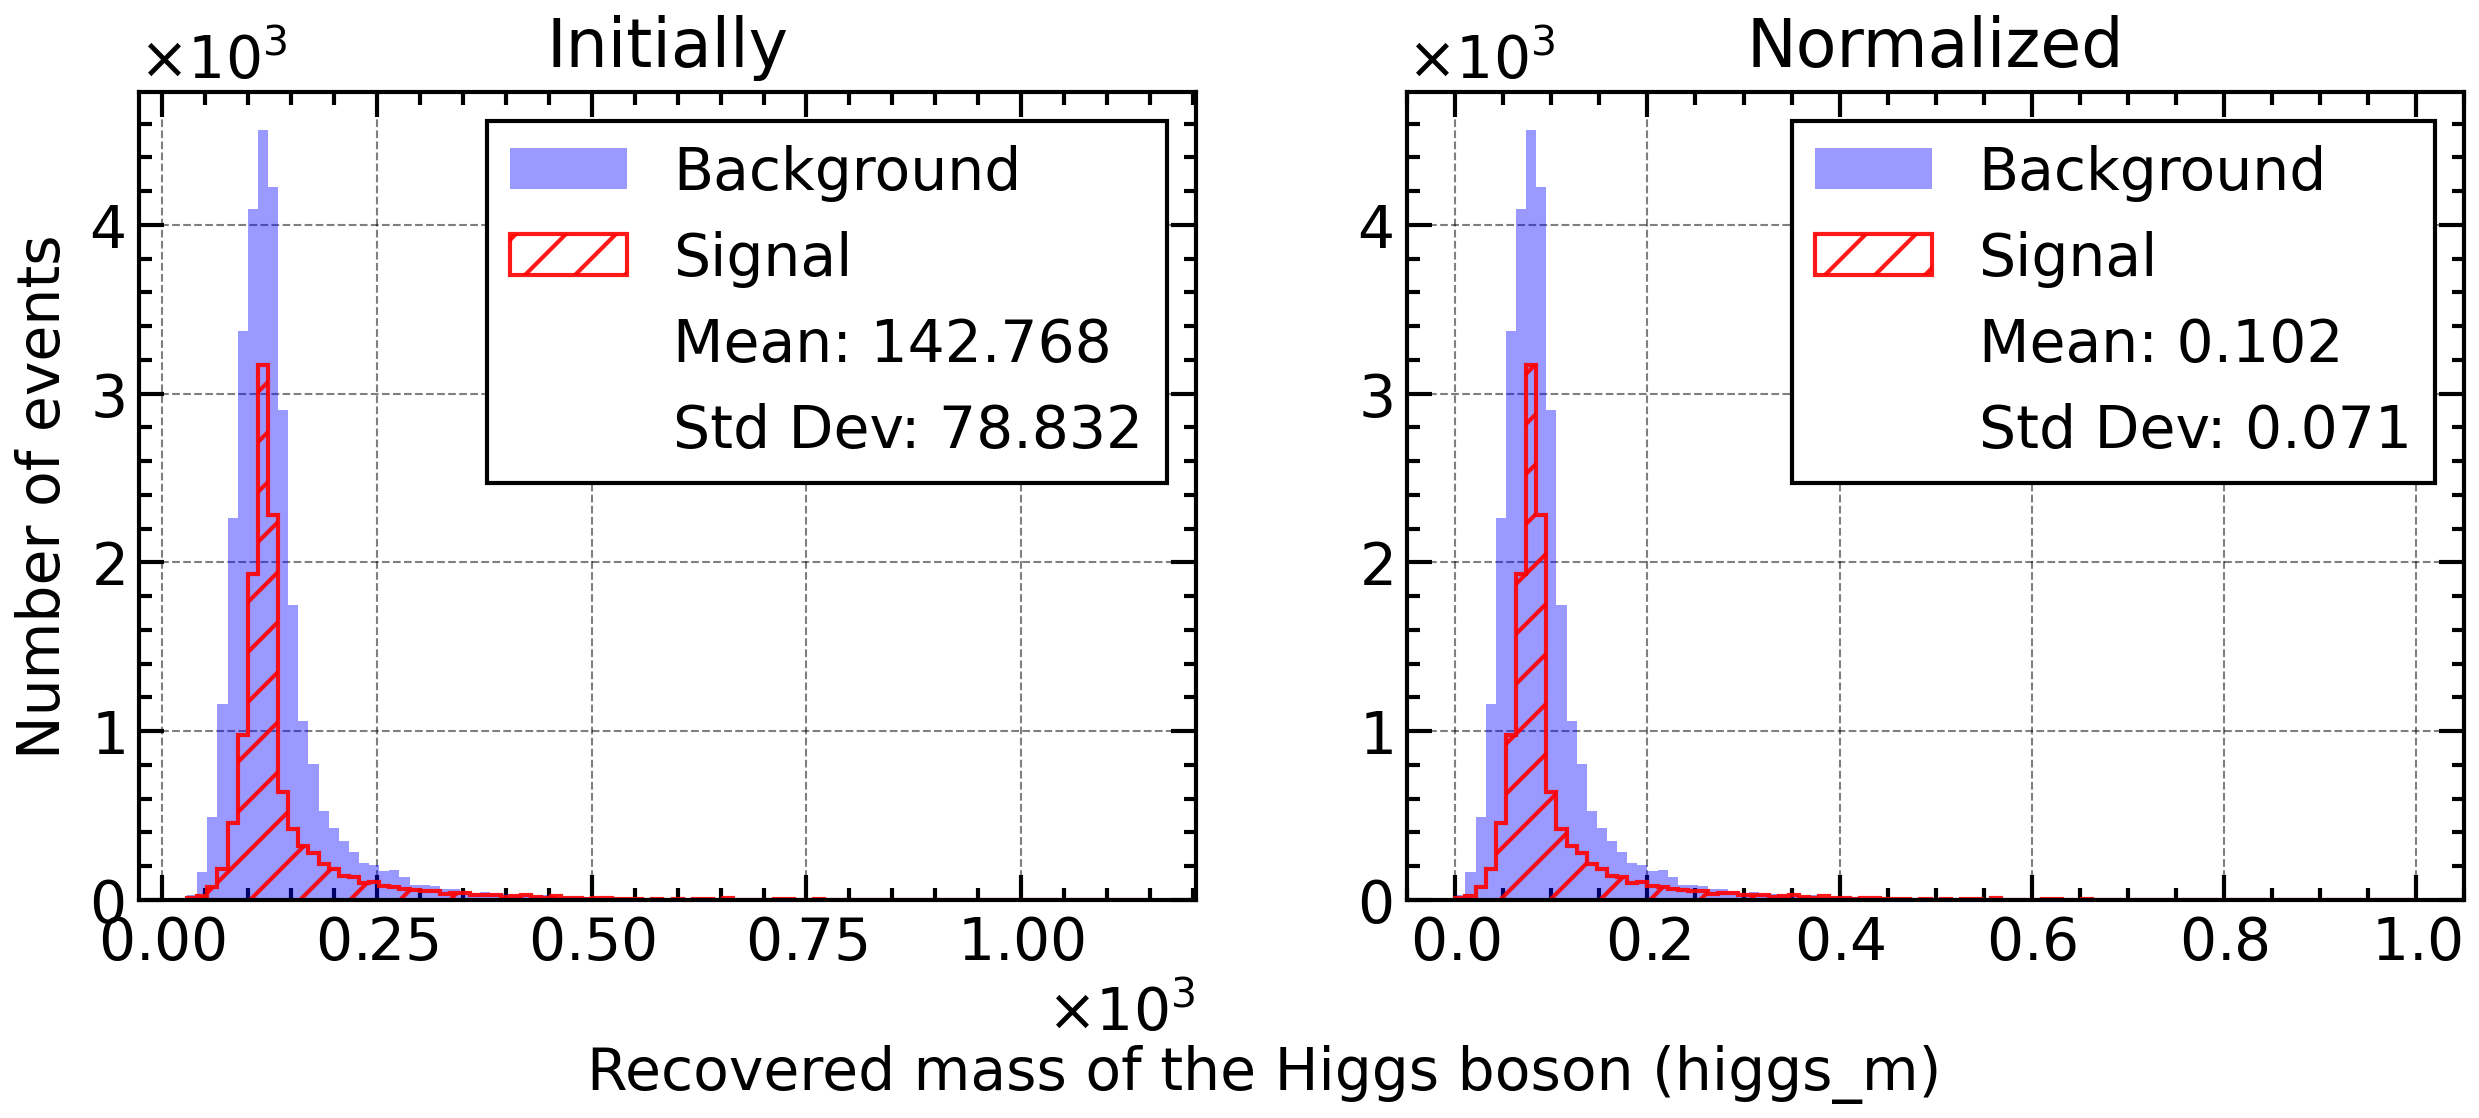 Initially
×10³
Number of events
4
3
2
1
0
Background
Signal
Mean: 142.768
Std Dev: 78.832
0.00 0.25 0.50 0.75 1.00
×10³
Normalized
×10³
4
3
2
1
0
Background
Signal
Mean: 0.102
Std Dev: 0.071
0.0 0.2 0.4 0.6 0.8 1.0
Recovered mass of the Higgs boson (higgs_m)